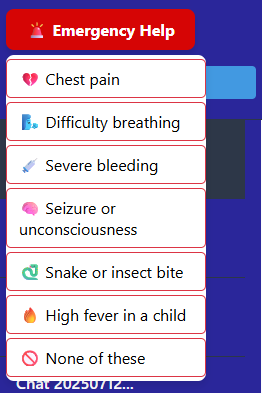 Emergency Help
Chest pain
Difficulty breathing
Severe bleeding
Seizure or
unconsciousness
Snake or insect bite
High fever in a child
None of these
Chat 20250712...